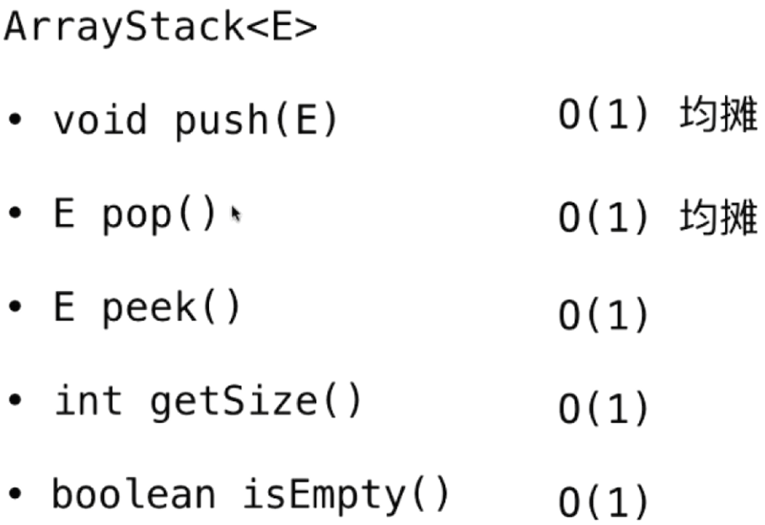 ArrayStack<E>
• void push(E) O(1) 均摊
• E pop() O(1) 均摊
• E peek() O(1)
• int getSize() O(1)
• boolean isEmpty() O(1)